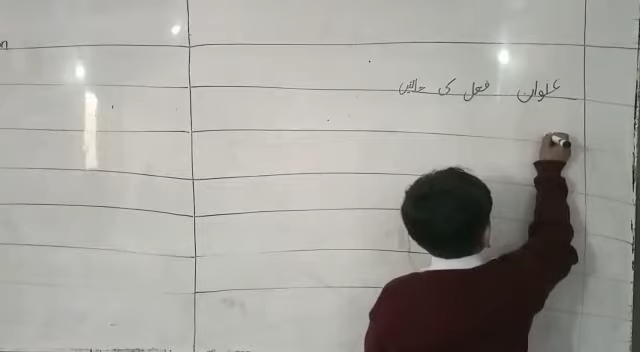 عنوان فعل کی حالتیں